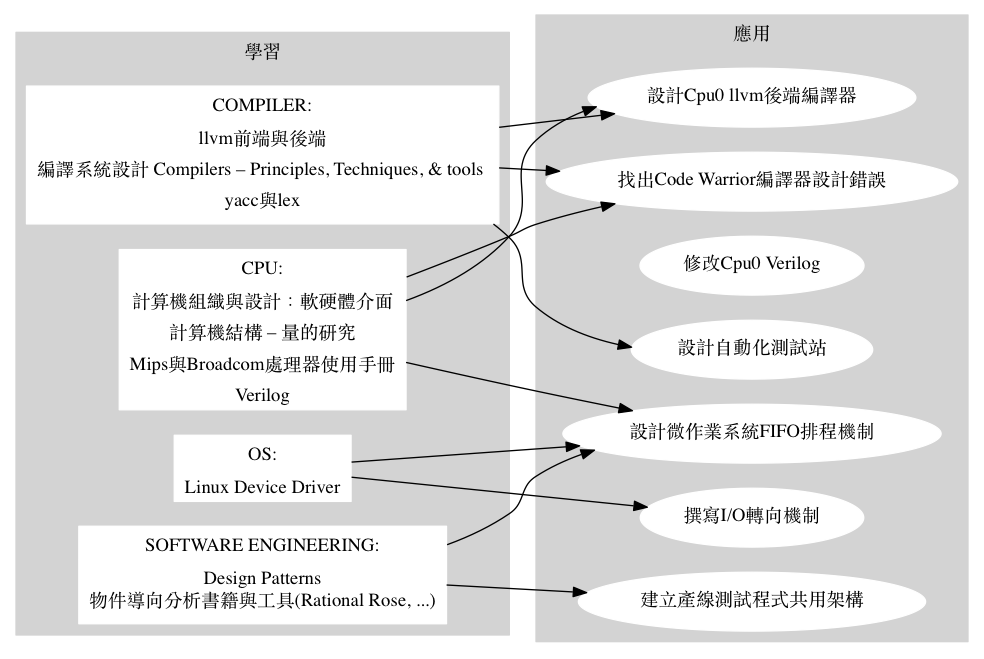 學習
COMPILER:
llvm前端與後端
編譯系統設計 Compilers – Principles, Techniques, & tools
yacc與lex
CPU:
計算機組織與設計：軟硬體介面
計算機結構 – 量的研究
Mips與Broadcom處理器使用手冊
Verilog
OS:
Linux Device Driver
SOFTWARE ENGINEERING:
Design Patterns
物件導向分析書籍與工具(Rational Rose, ...)
應用
設計Cpu0 llvm後端編譯器
找出Code Warrior編譯器設計錯誤
修改Cpu0 Verilog
設計自動化測試站
設計微作業系統FIFO排程機制
撰寫I/O轉向機制
建立產線測試程式共用架構